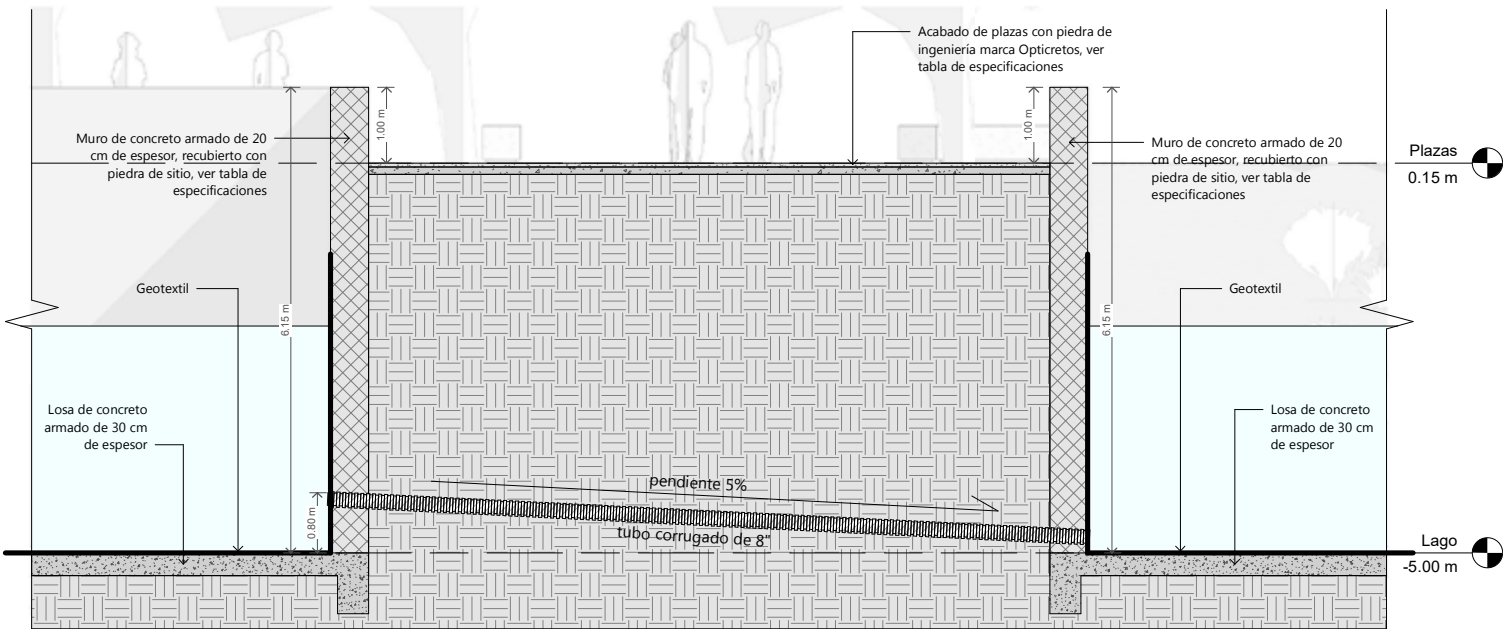 Acabado de plazas con piedra de
ingeniería marca Opticretos, ver
tabla de especificaciones
1.00 m
1.00 m
Muro de concreto armado de 20
cm de espesor, recubierto con
piedra de sitio, ver tabla de
especificaciones
Muro de concreto armado de 20
cm de espesor, recubierto con
piedra de sitio, ver tabla de
especificaciones
Plazas
0.15 m
Geotextil
6.15 m
6.15 m
Geotextil
Losa de concreto
armado de 30 cm
de espesor
Losa de concreto
armado de 30 cm
de espesor
pendiente 5%
0.80 m
tubo corrugado de 8"
Lago
-5.00 m